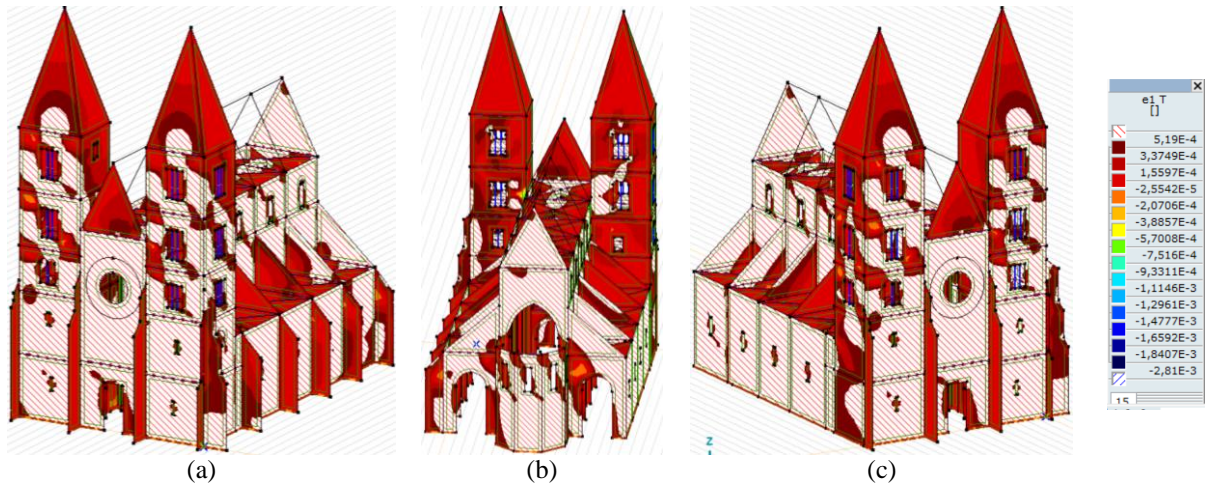 e1 T
[]
5,19E-4
3,3749E-4
1,5597E-4
-2,5542E-5
-2,0706E-4
-3,8857E-4
-5,7008E-4
-7,516E-4
-9,3311E-4
-1,1146E-3
-1,2961E-3
-1,4777E-3
-1,6592E-3
-1,8407E-3
-2,81E-3
15
Z
(a) (b) (c)